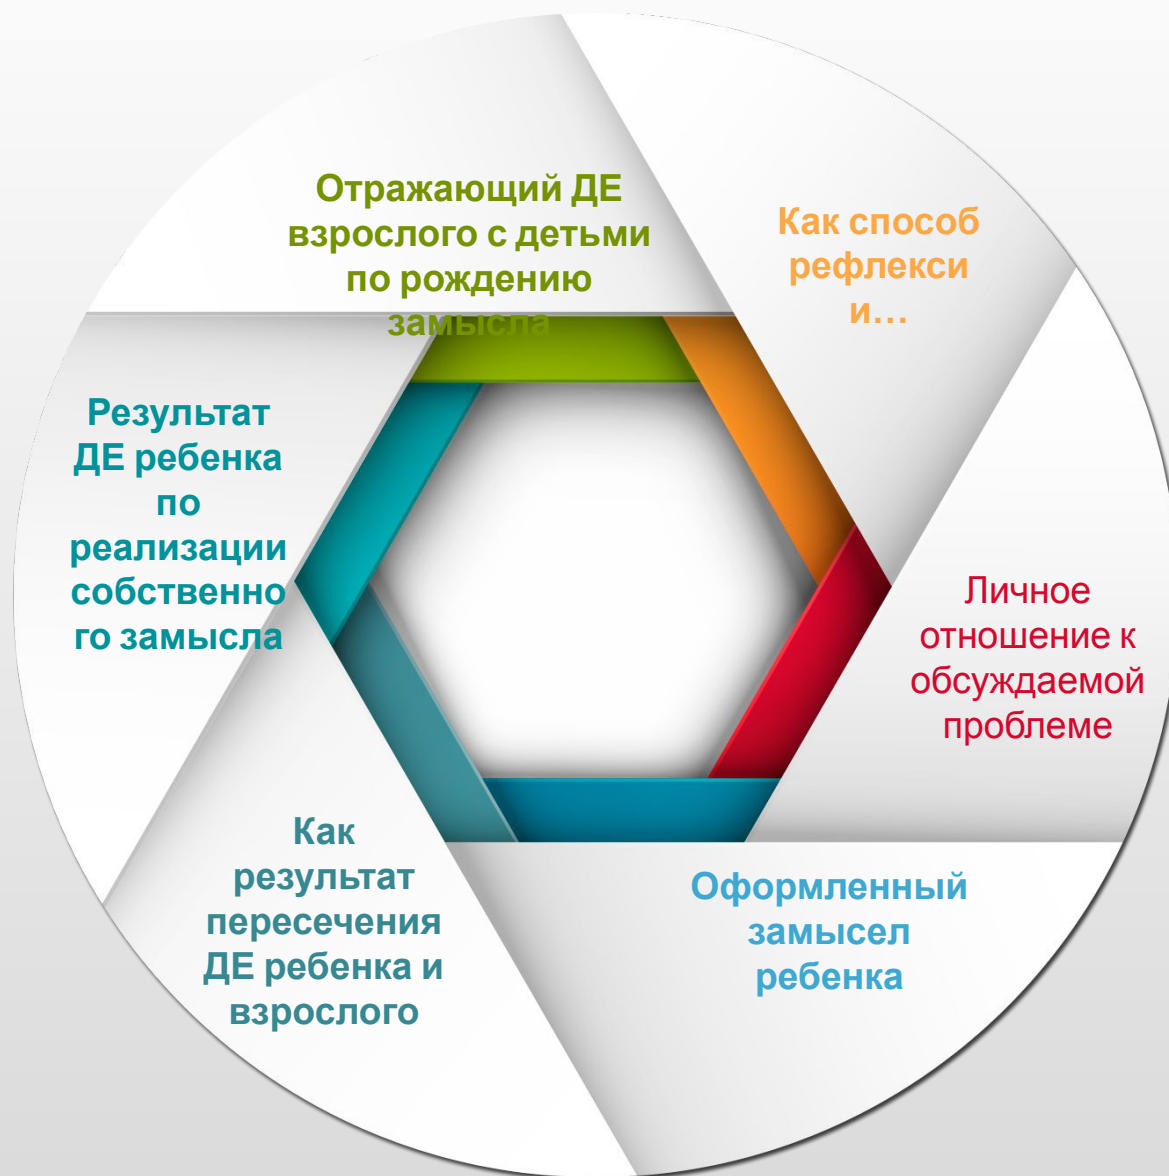 Отражающий ДЕ
взрослого с детьми
по рождению
замысла
Как способ
рефлекси
и…
Личное
отношение к
обсуждаемой
проблеме
Оформленный
замысел
ребенка
Как
результат
пересечения
ДЕ ребенка и
взрослого
Результат
ДЕ ребенка
по
реализации
собственно
го замысла